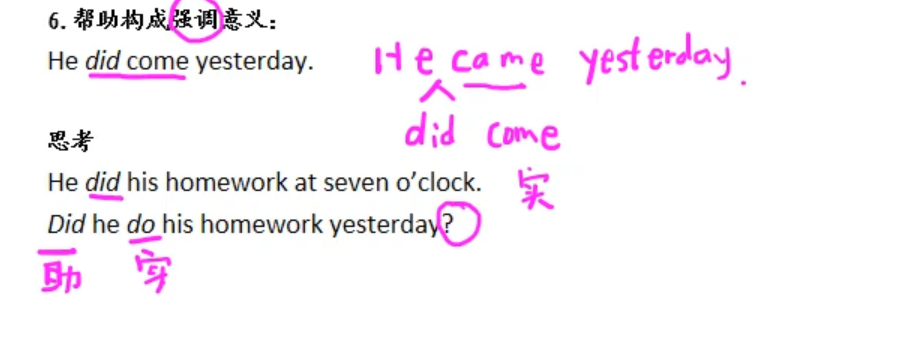 6. 帮助构成强调意义：
He did come yesterday. He came yesterday.
did come
思考
He did his homework at seven o’clock. 实
Did he do his homework yesterday?
助 实